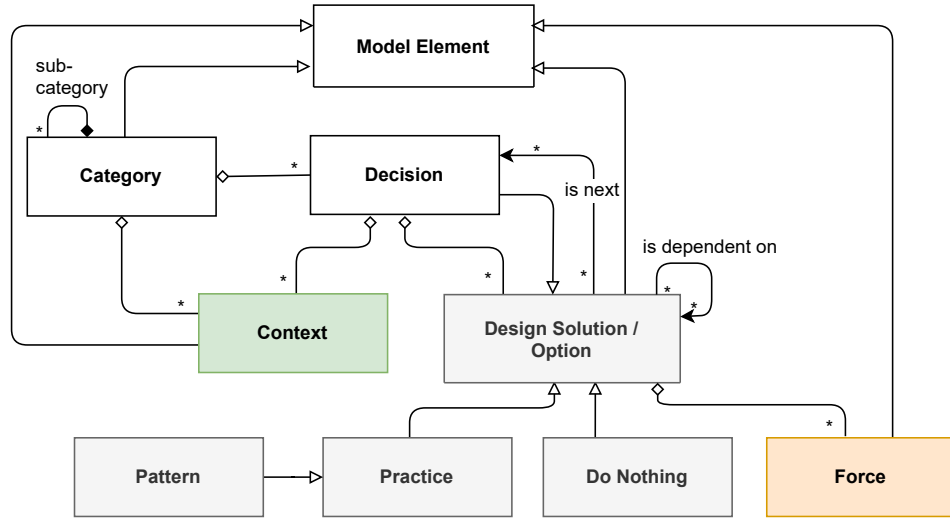 Model Element
sub-
category
*
*
Category
*
Decision
is next
is dependent on
*
*
*
*
*
*
Context
Design Solution /
Option
*
Pattern
Practice
Do Nothing
Force